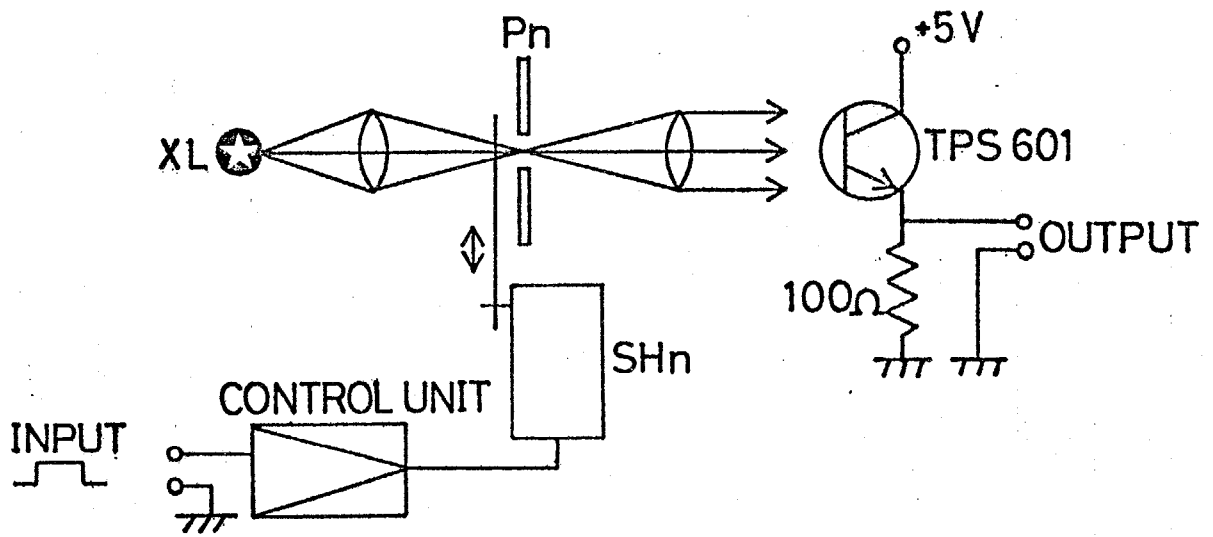 Pn
+5V
XL
TPS 601
OUTPUT
100Ω
SHn
CONTROL UNIT
INPUT